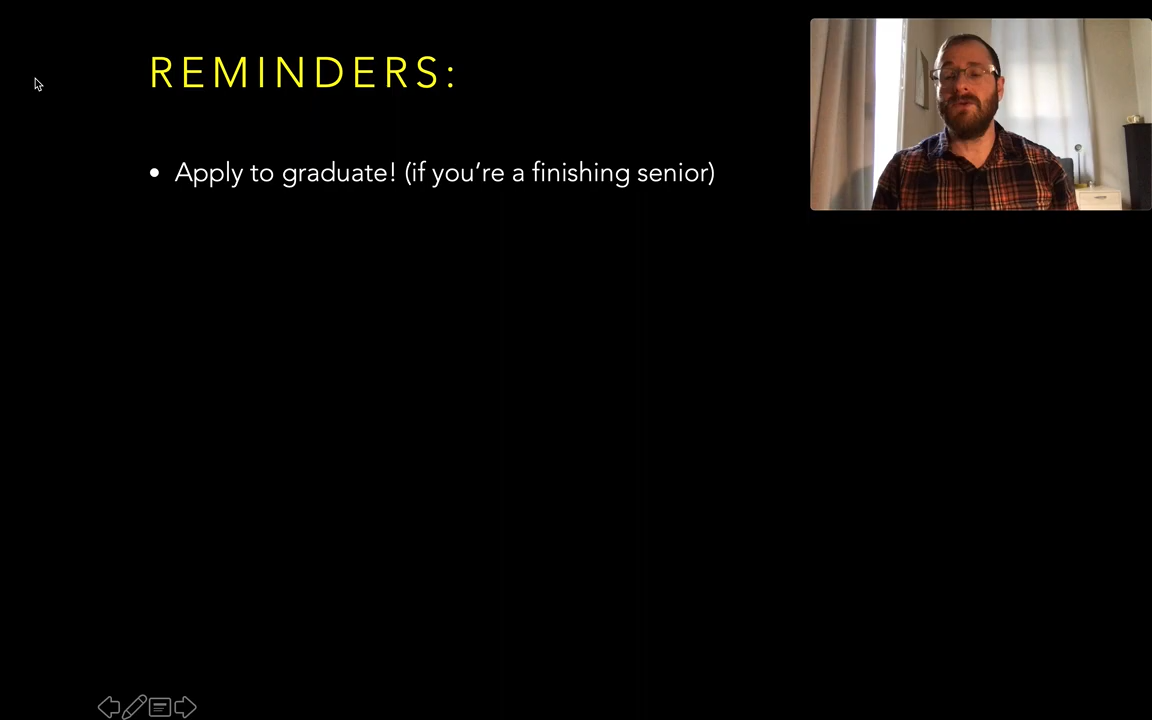 REMINDERS:
• Apply to graduate! (if you’re a finishing senior)